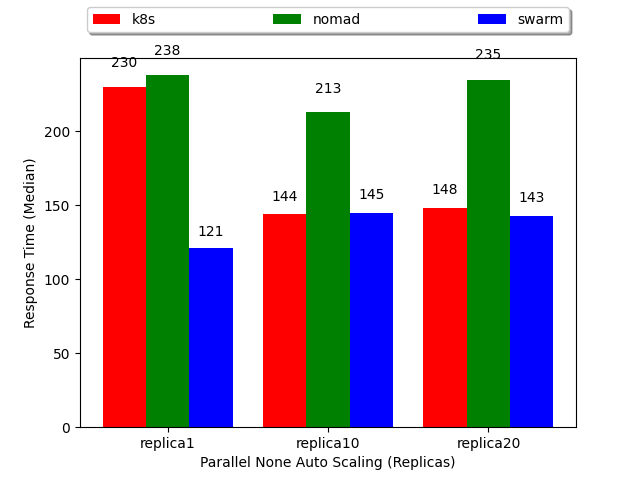 k8s nomad swarm
230 238 121 144 213 145 148 235 143
200
150
100
50
0
Response Time (Median)
replica1 replica10 replica20
Parallel None Auto Scaling (Replicas)